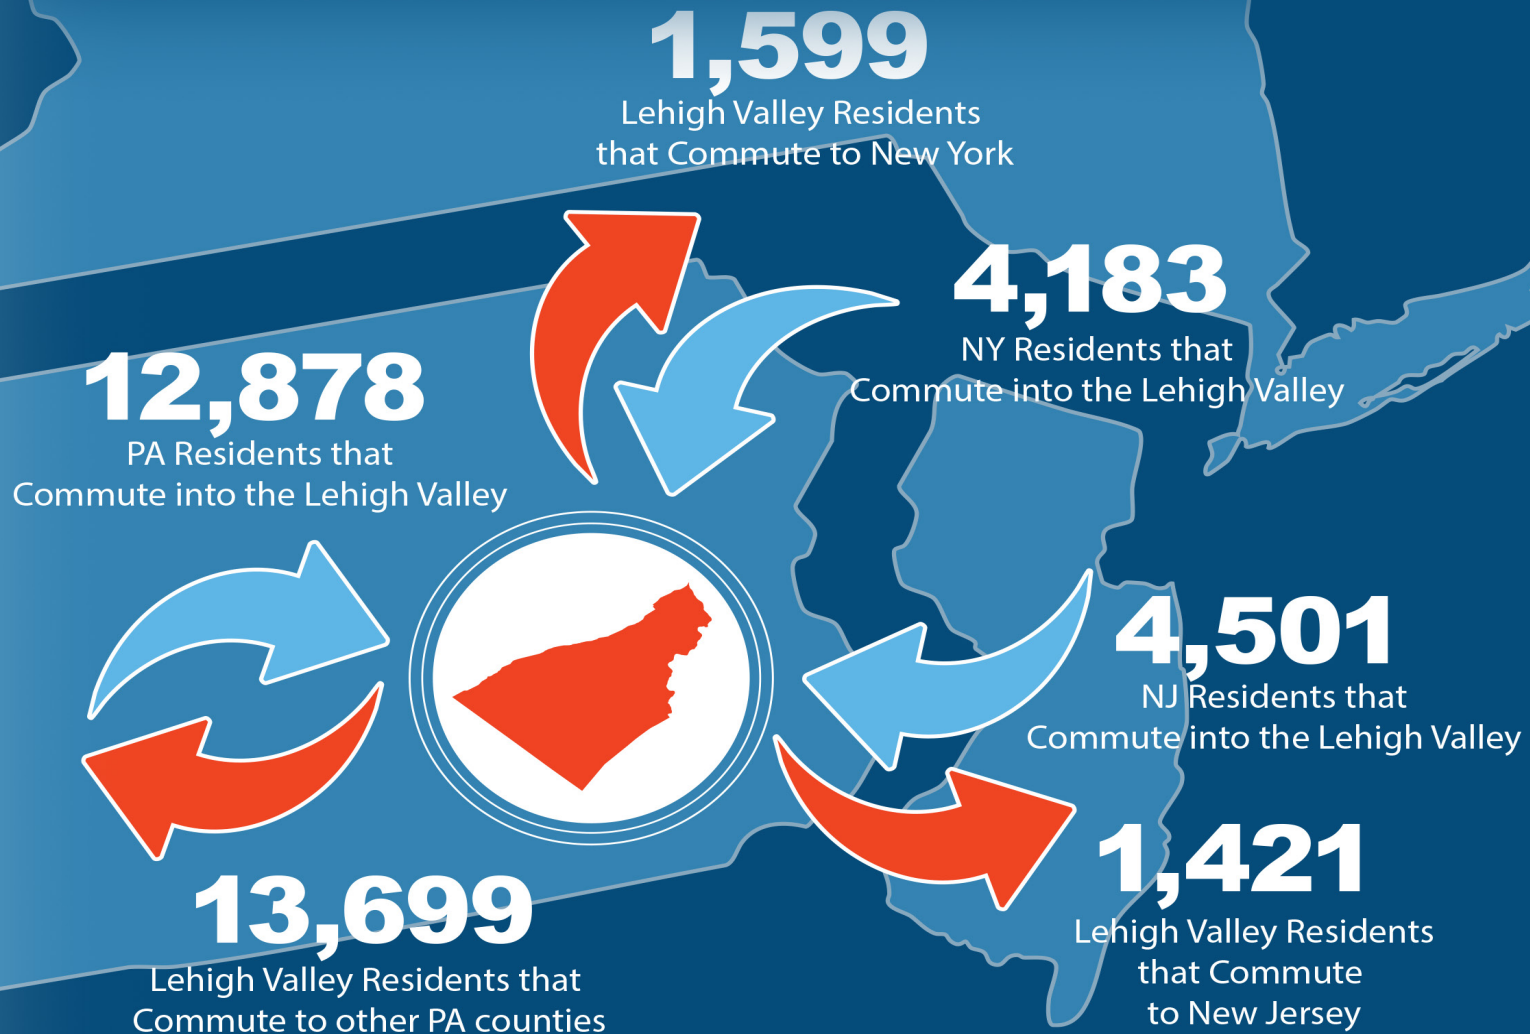 1,599
Lehigh Valley Residents
that Commute to New York
4,183
NY Residents that
Commute into the Lehigh Valley
12,878
PA Residents that
Commute into the Lehigh Valley
4,501
NJ Residents that
Commute into the Lehigh Valley
1,421
Lehigh Valley Residents
that Commute
to New Jersey
13,699
Lehigh Valley Residents that
Commute to other PA counties